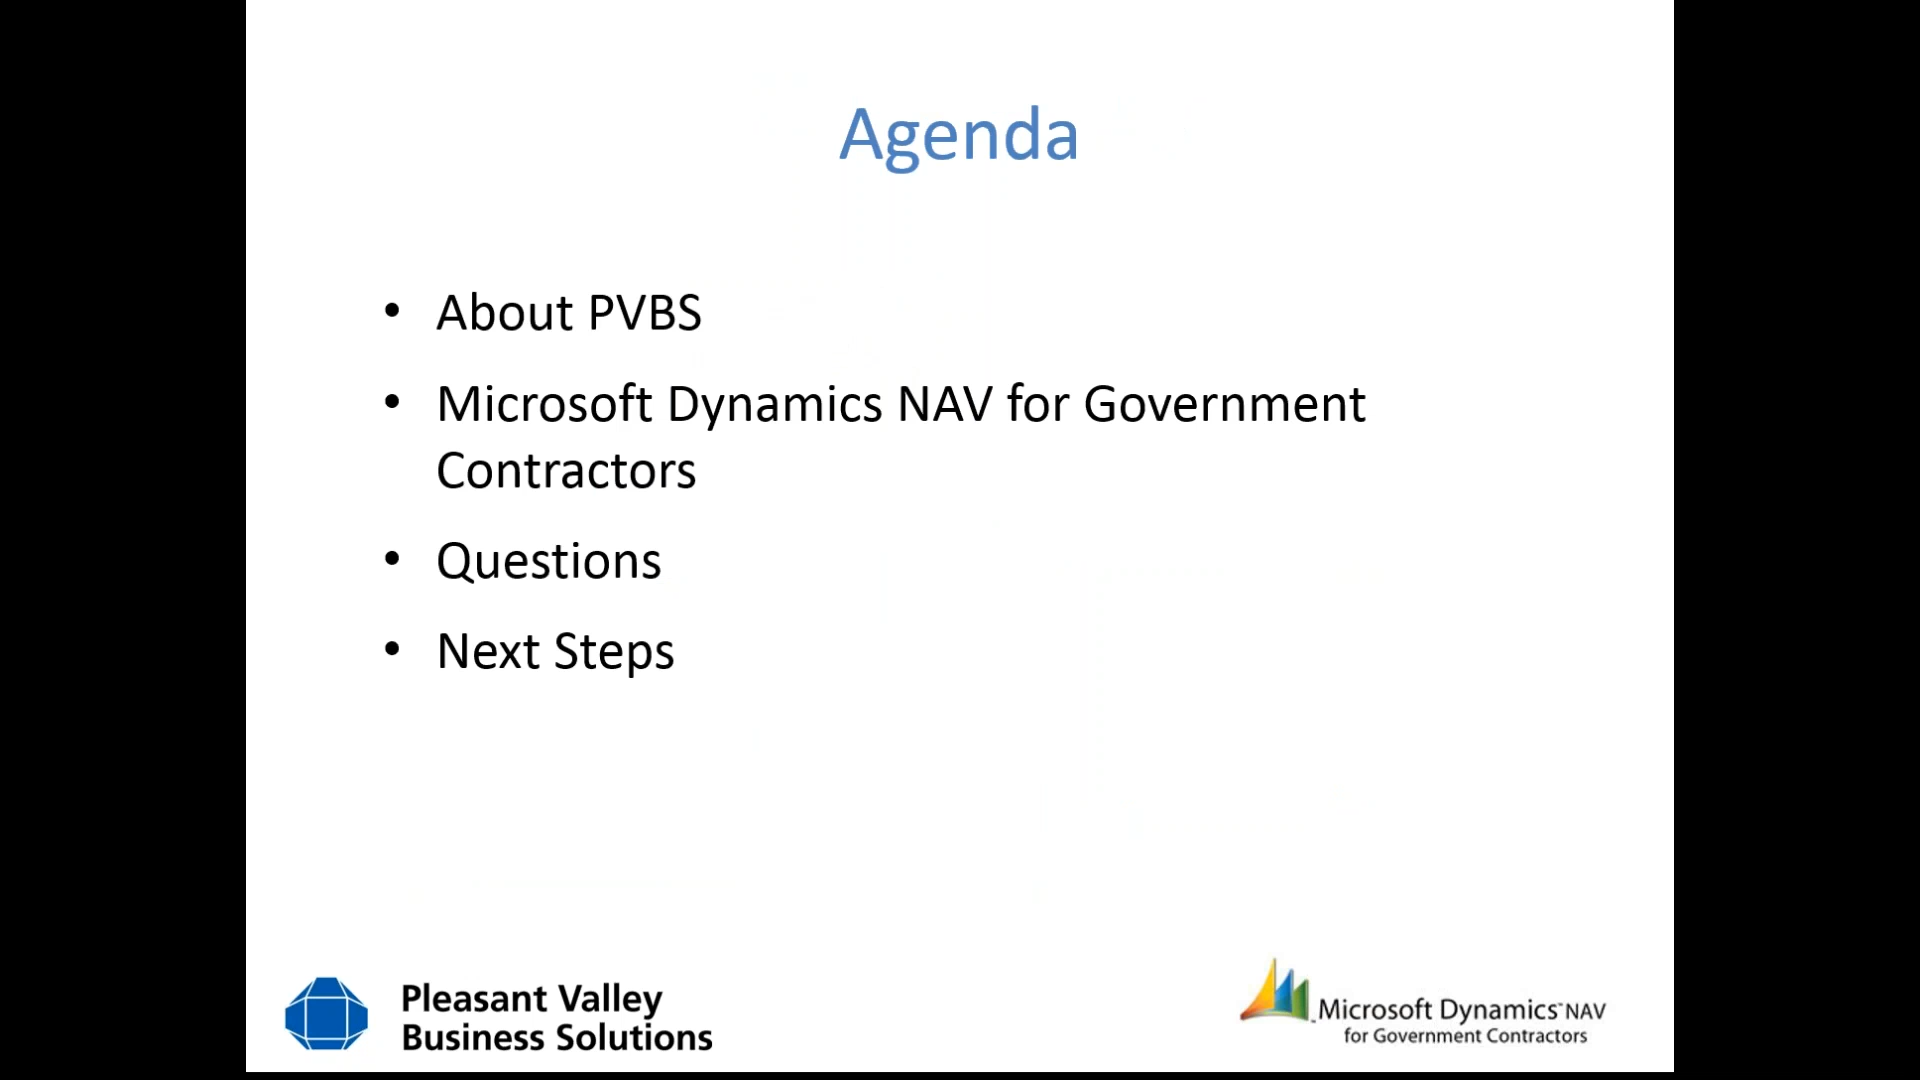 Agenda
• About PVBS
• Microsoft Dynamics NAV for Government
Contractors
• Questions
• Next Steps
Pleasant Valley
Business Solutions
Microsoft Dynamics™ NAV
for Government Contractors